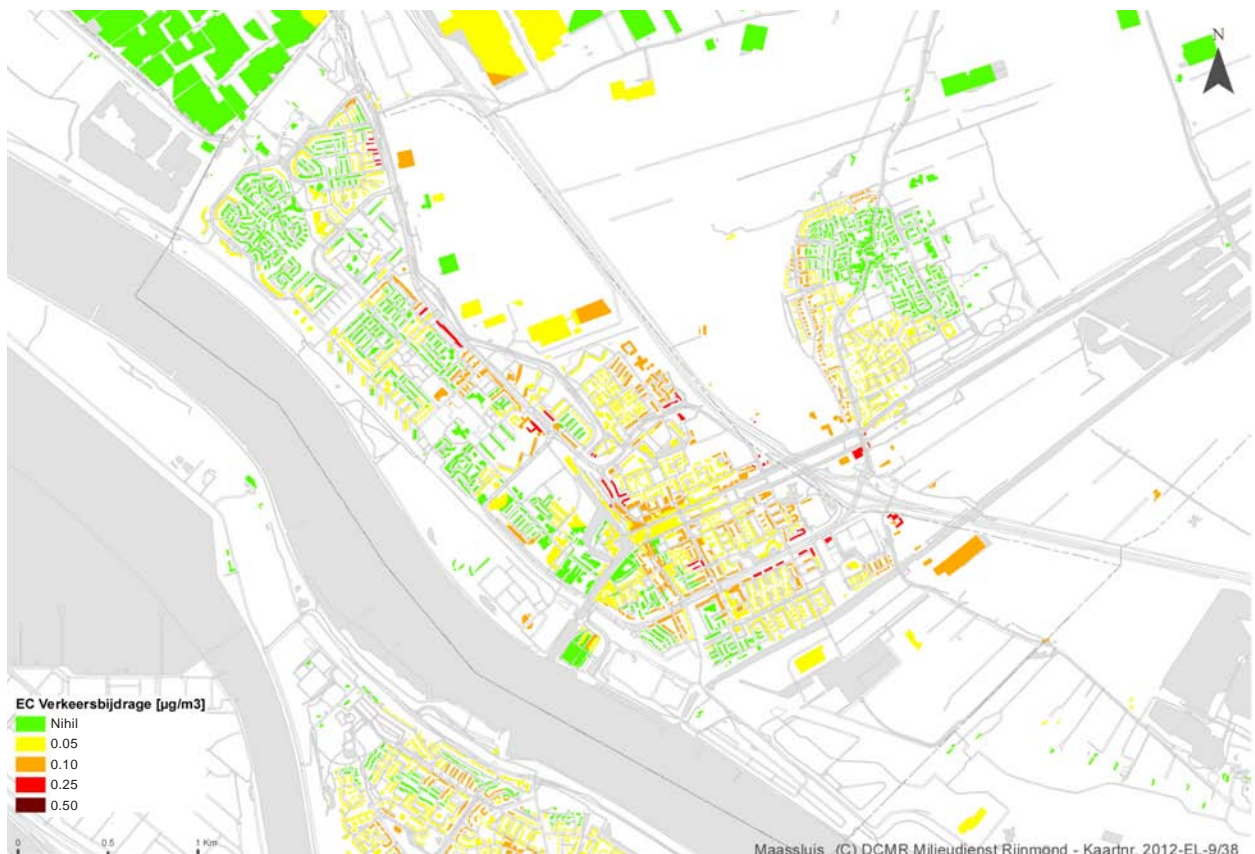 N
EC Verkeersbijdrage [µg/m3]
Nihil
0.05
0.10
0.25
0.50
0 0.5 1 Km
Maassluis (C) DCMR Milieudienst Rijnmond - Kaartnr. 2012-EL-9/38